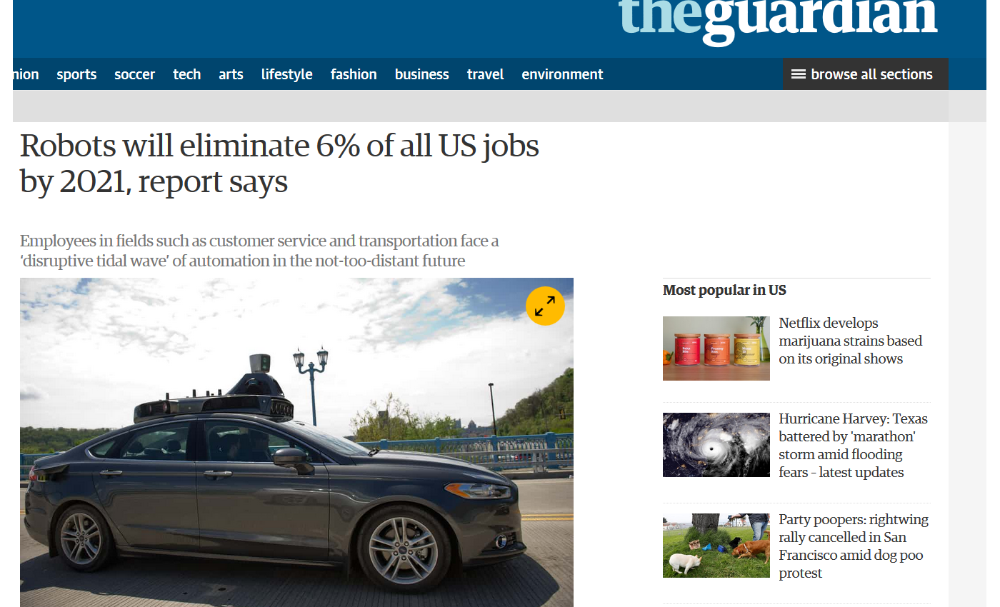 theguardian
nion sports soccer tech arts lifestyle fashion business travel environment browse all sections
Robots will eliminate 6% of all US jobs
by 2021, report says
Employees in fields such as customer service and transportation face a
‘disruptive tidal wave’ of automation in the not-too-distant future
Most popular in US
Netflix develops
marijuana strains based
on its original shows
Hurricane Harvey: Texas
battered by 'marathon'
storm amid flooding
fears – latest updates
Party poopers: rightwing
rally cancelled in San
Francisco amid dog poo
protest